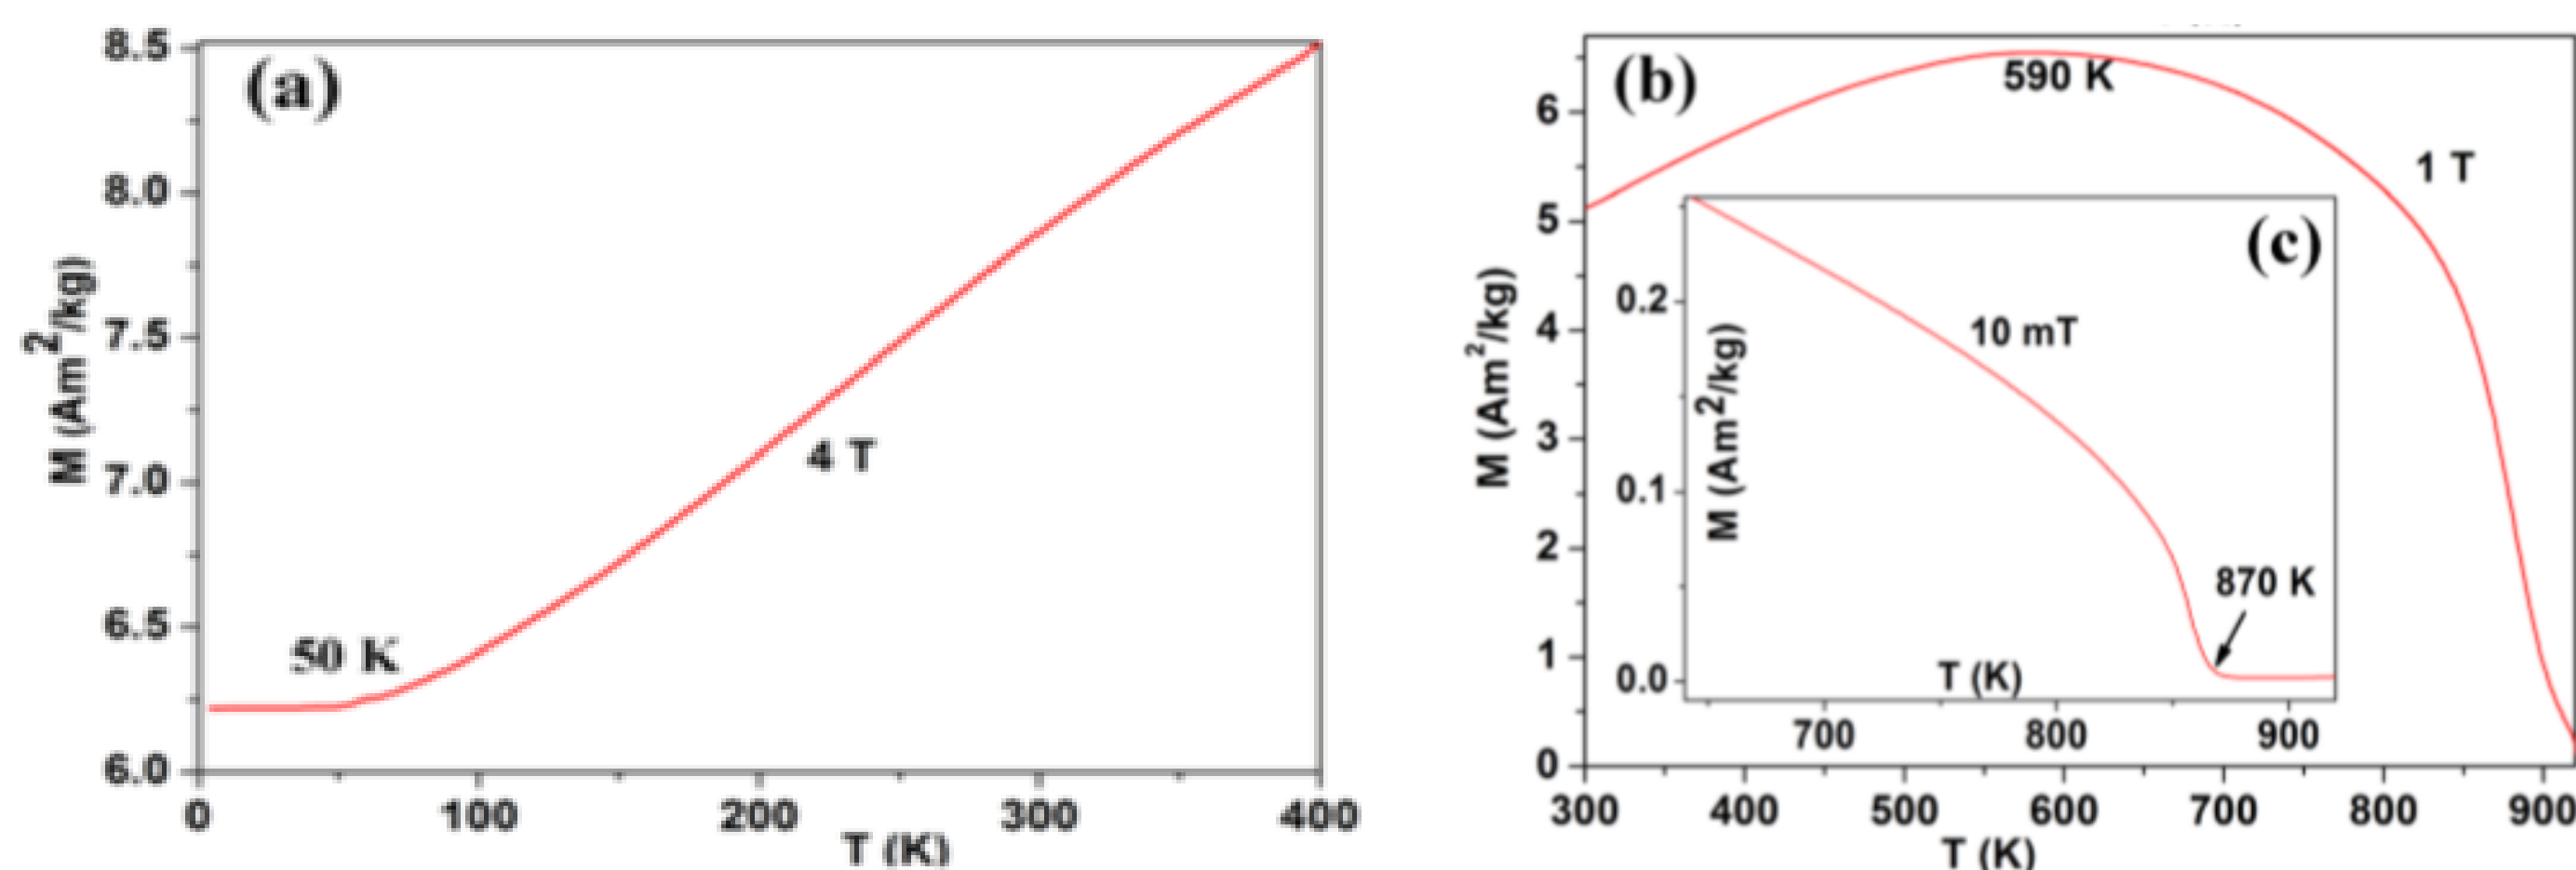 (a)
8.5
8.0
7.5
7.0
6.5
6.0
M (Am²/kg)
4 T
50 K
0 100 200 300 400
T (K)
(b)
590 K
1 T
6
5
4
3
2
1
0
M (Am²/kg)
300 400 500 600 700 800 900
T (K)
(c)
0.2
0.1
0.0
M (Am²/kg)
10 mT
870 K
T (K)
700 800 900